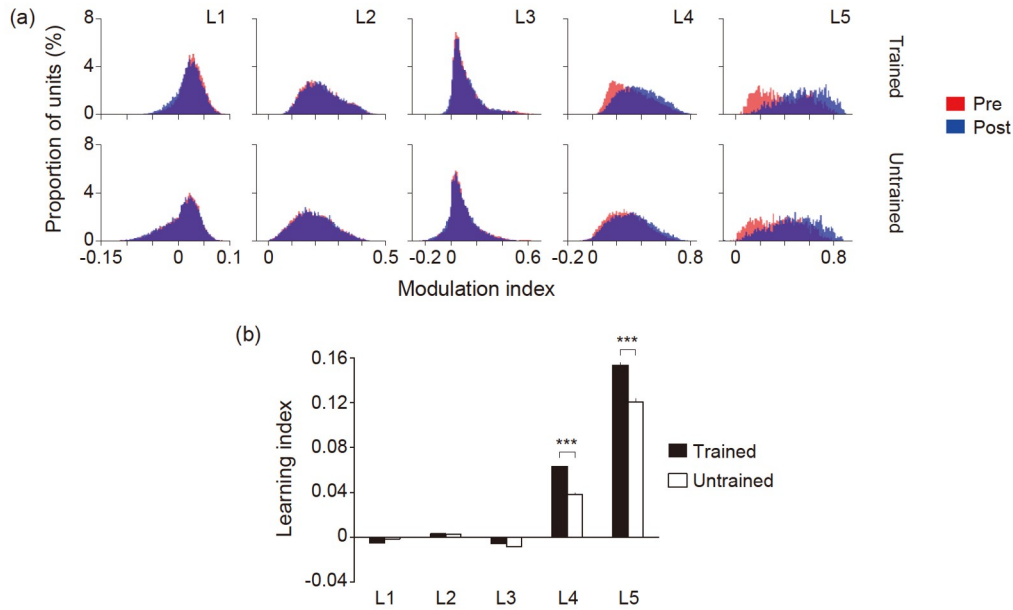 (a)
L1 L2 L3 L4 L5
Proportion of units (%)
8
4
0
Trained
8
4
0
Untrained
-0.15 0 0.1
0 0.5
-0.2 0 0.6
-0.2 0 0.8
0 0.8
Modulation index
Pre
Post
(b)
Learning index
0.16
0.12
0.08
0.04
0
-0.04
***
***
Trained
Untrained
L1 L2 L3 L4 L5